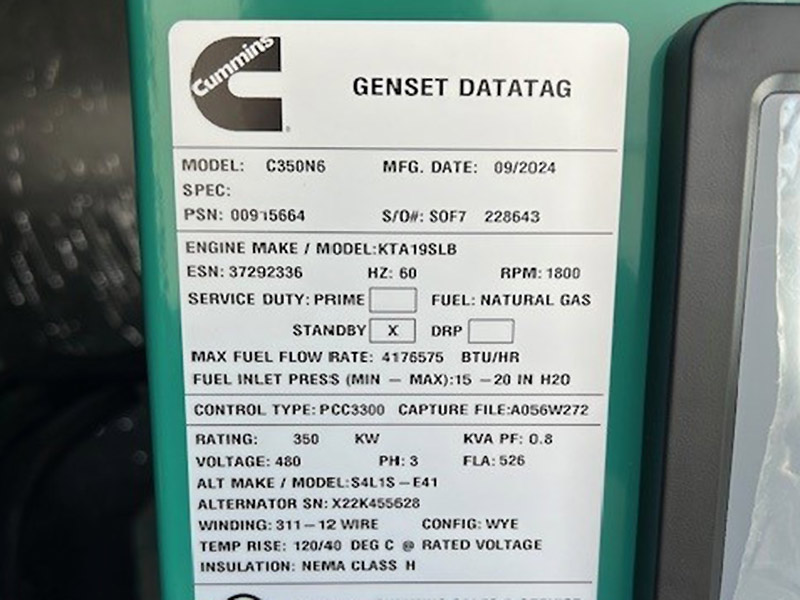 Cummins
GENSET DATATAG
MODEL: C350N6 MFG. DATE: 09/2024
SPEC:
PSN: 00915664 S/O#: SOF7 228643
ENGINE MAKE / MODEL:KTA19SLB
ESN: 37292336 HZ: 60 RPM: 1800
SERVICE DUTY: PRIME FUEL: NATURAL GAS
STANDBY X DRP
MAX FUEL FLOW RATE: 4176575 BTU/HR
FUEL INLET PRESS (MIN - MAX):15 -20 IN H2O
CONTROL TYPE: PCC3300 CAPTURE FILE:A056W272
RATING: 350 KW KVA PF: 0.8
VOLTAGE: 480 PH: 3 FLA: 526
ALT MAKE / MODEL:S4L1S-E41
ALTERNATOR SN: X22K455628
WINDING: 311-12 WIRE CONFIG: WYE
TEMP RISE: 120/40 DEG C @ RATED VOLTAGE
INSULATION: NEMA CLASS H